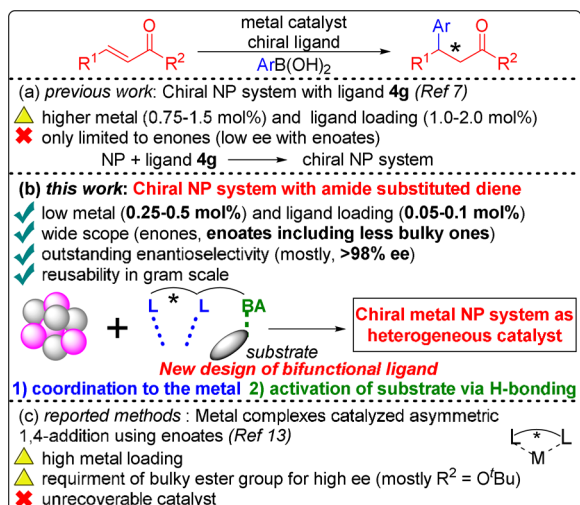 O
R¹
R²
metal catalyst
chiral ligand
ArB(OH)₂
Ar
O
R¹
*
R²
(a) previous work: Chiral NP system with ligand 4g (Ref 7)
higher metal (0.75-1.5 mol%) and ligand loading (1.0-2.0 mol%)
only limited to enones (low ee with enoates)
NP + ligand 4g chiral NP system
(b) this work: Chiral NP system with amide substituted diene
low metal (0.25-0.5 mol%) and ligand loading (0.05-0.1 mol%)
wide scope (enones, enoates including less bulky ones)
outstanding enantioselectivity (mostly, >98% ee)
reusability in gram scale
+
L * L BA
substrate
Chiral metal NP system as
heterogeneous catalyst
New design of bifunctional ligand
1) coordination to the metal 2) activation of substrate via H-bonding
(c) reported methods : Metal complexes catalyzed asymmetric
1,4-addition using enoates (Ref 13)
high metal loading
requirment of bulky ester group for high ee (mostly R² = OᵗBu)
unrecoverable catalyst
L * L
M